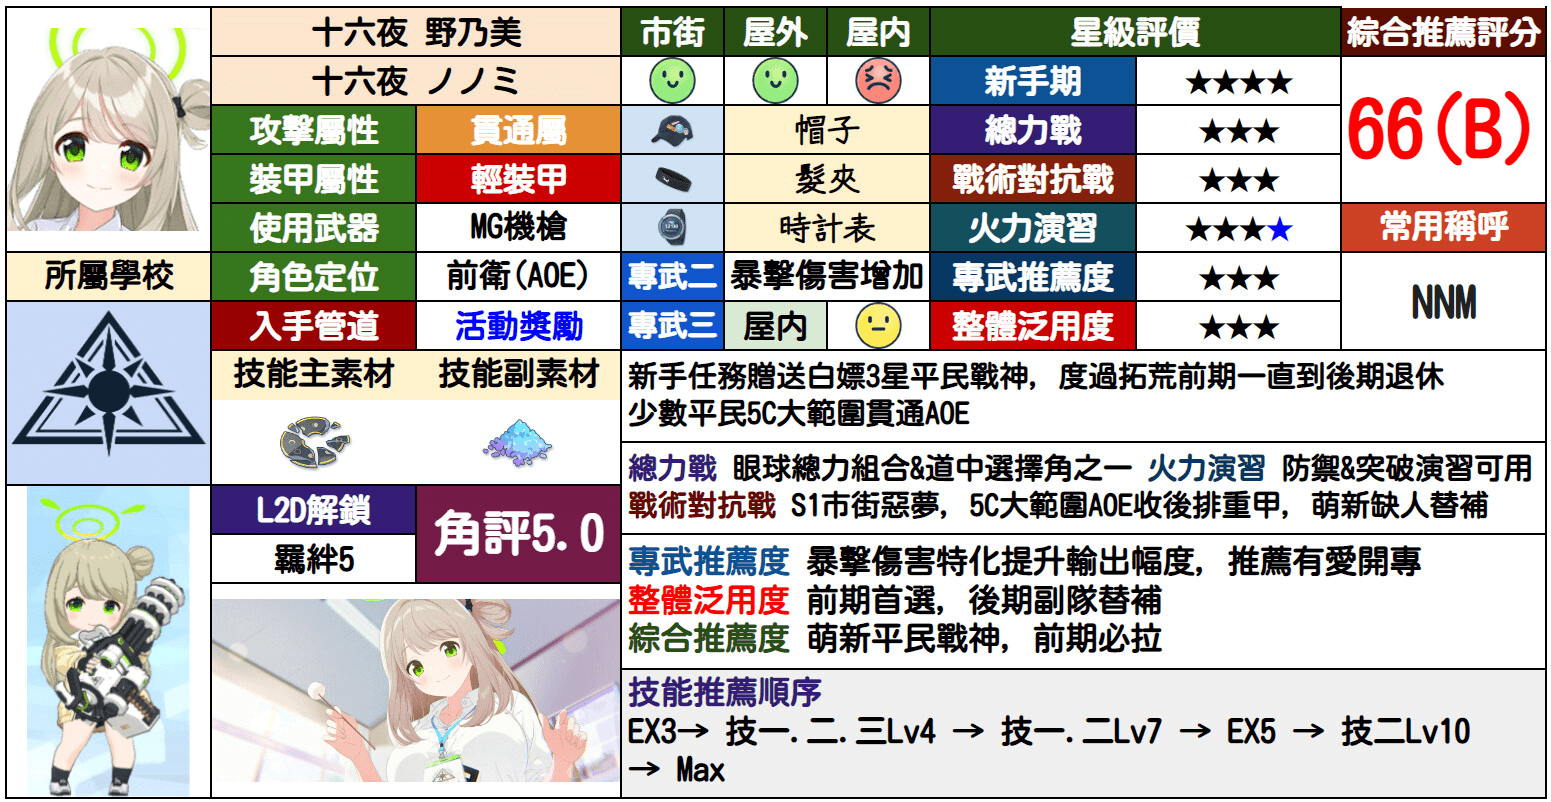 十六夜 野乃美
市街 屋外 屋内 星級評價 綜合推薦評分
十六夜 ノノミ
新手期 ★★★★
66(B)
攻擊屬性 貫通屬 帽子 總力戰 ★★★
裝甲屬性 輕裝甲 髮夾 戰術對抗戰 ★★★
使用武器 MG機槍 時計表 火力演習 ★★★★ 常用稱呼
所屬學校 角色定位 前衛(AOE) 專武二 暴擊傷害增加 專武推薦度 ★★★
NNM
入手管道 活動獎勵 專武三 屋内 整體泛用度 ★★★
技能主素材 技能副素材
新手任務贈送白嫖3星平民戰神, 度過拓荒前期一直到後期退休
少數平民5C大範圍貫通AOE
總力戰 眼球總力組合&道中選擇角之一 火力演習 防禦&突破演習可用
戰術對抗戰 S1市街惡夢, 5C大範圍AOE收後排重甲, 萌新缺人替補
L2D解鎖
羈絆5
角評5.0
專武推薦度 暴擊傷害特化提升輸出幅度, 推薦有愛開專
整體泛用度 前期首選, 後期副隊替補
綜合推薦度 萌新平民戰神, 前期必拉
技能推薦順序
EX3→ 技一.二.三Lv4 → 技一.二Lv7 → EX5 → 技二Lv10
→ Max